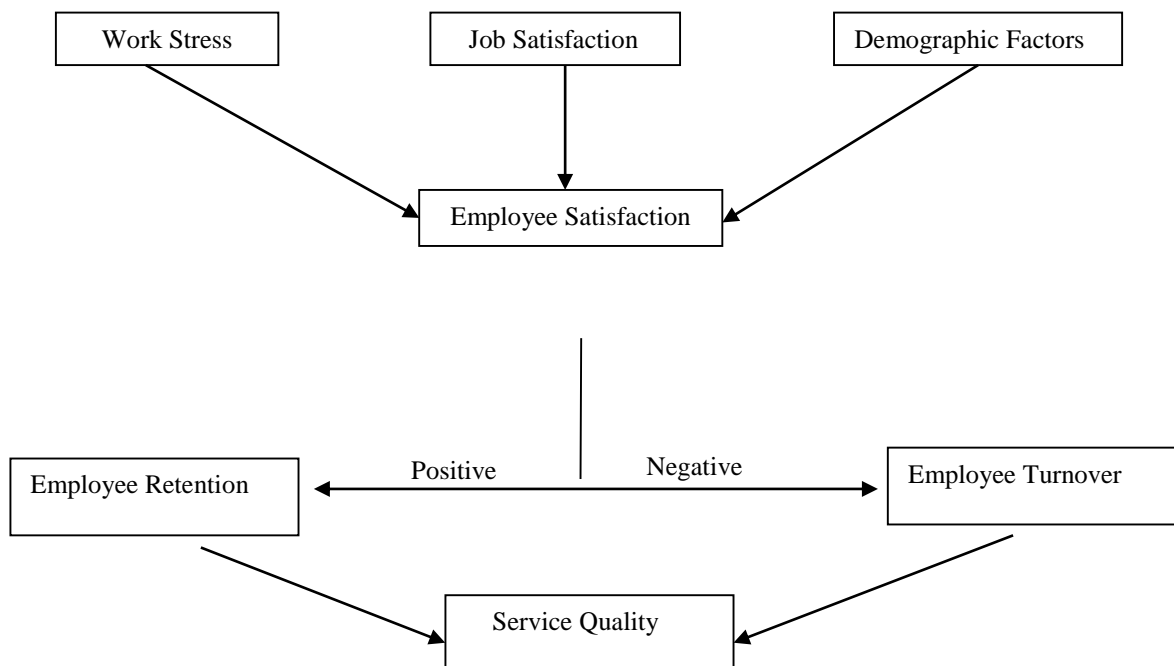 Work Stress
Job Satisfaction
Demographic Factors
Employee Satisfaction
Positive
Negative
Employee Retention
Employee Turnover
Service Quality